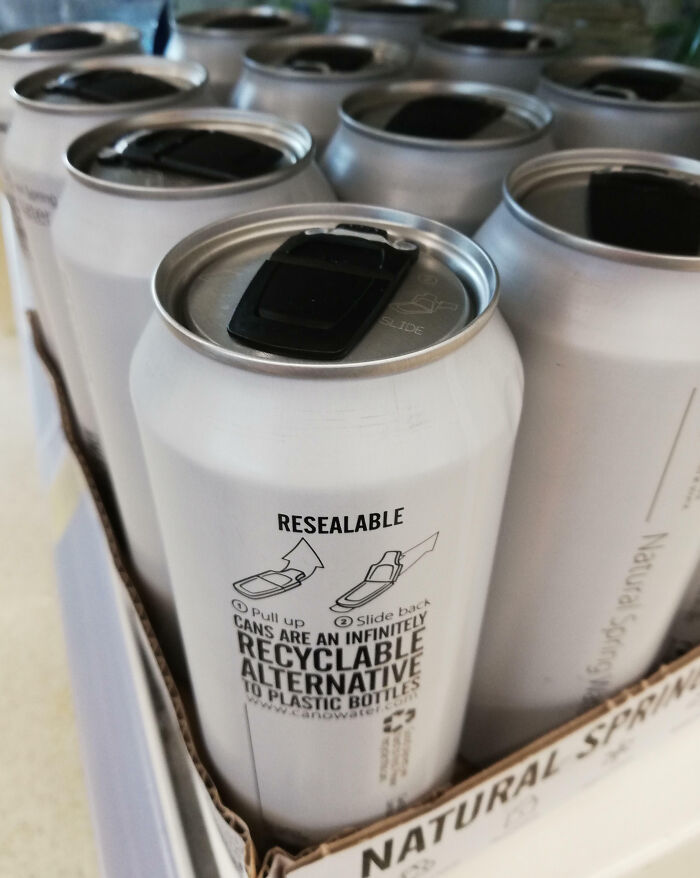 SLIDE
RESEALABLE
1 Pull up
2 Slide back
CANS ARE AN INFINITELY
RECYCLABLE
ALTERNATIVE
TO PLASTIC BOTTLES
www.canowater.com
Natural Spring
NATURAL SPRING